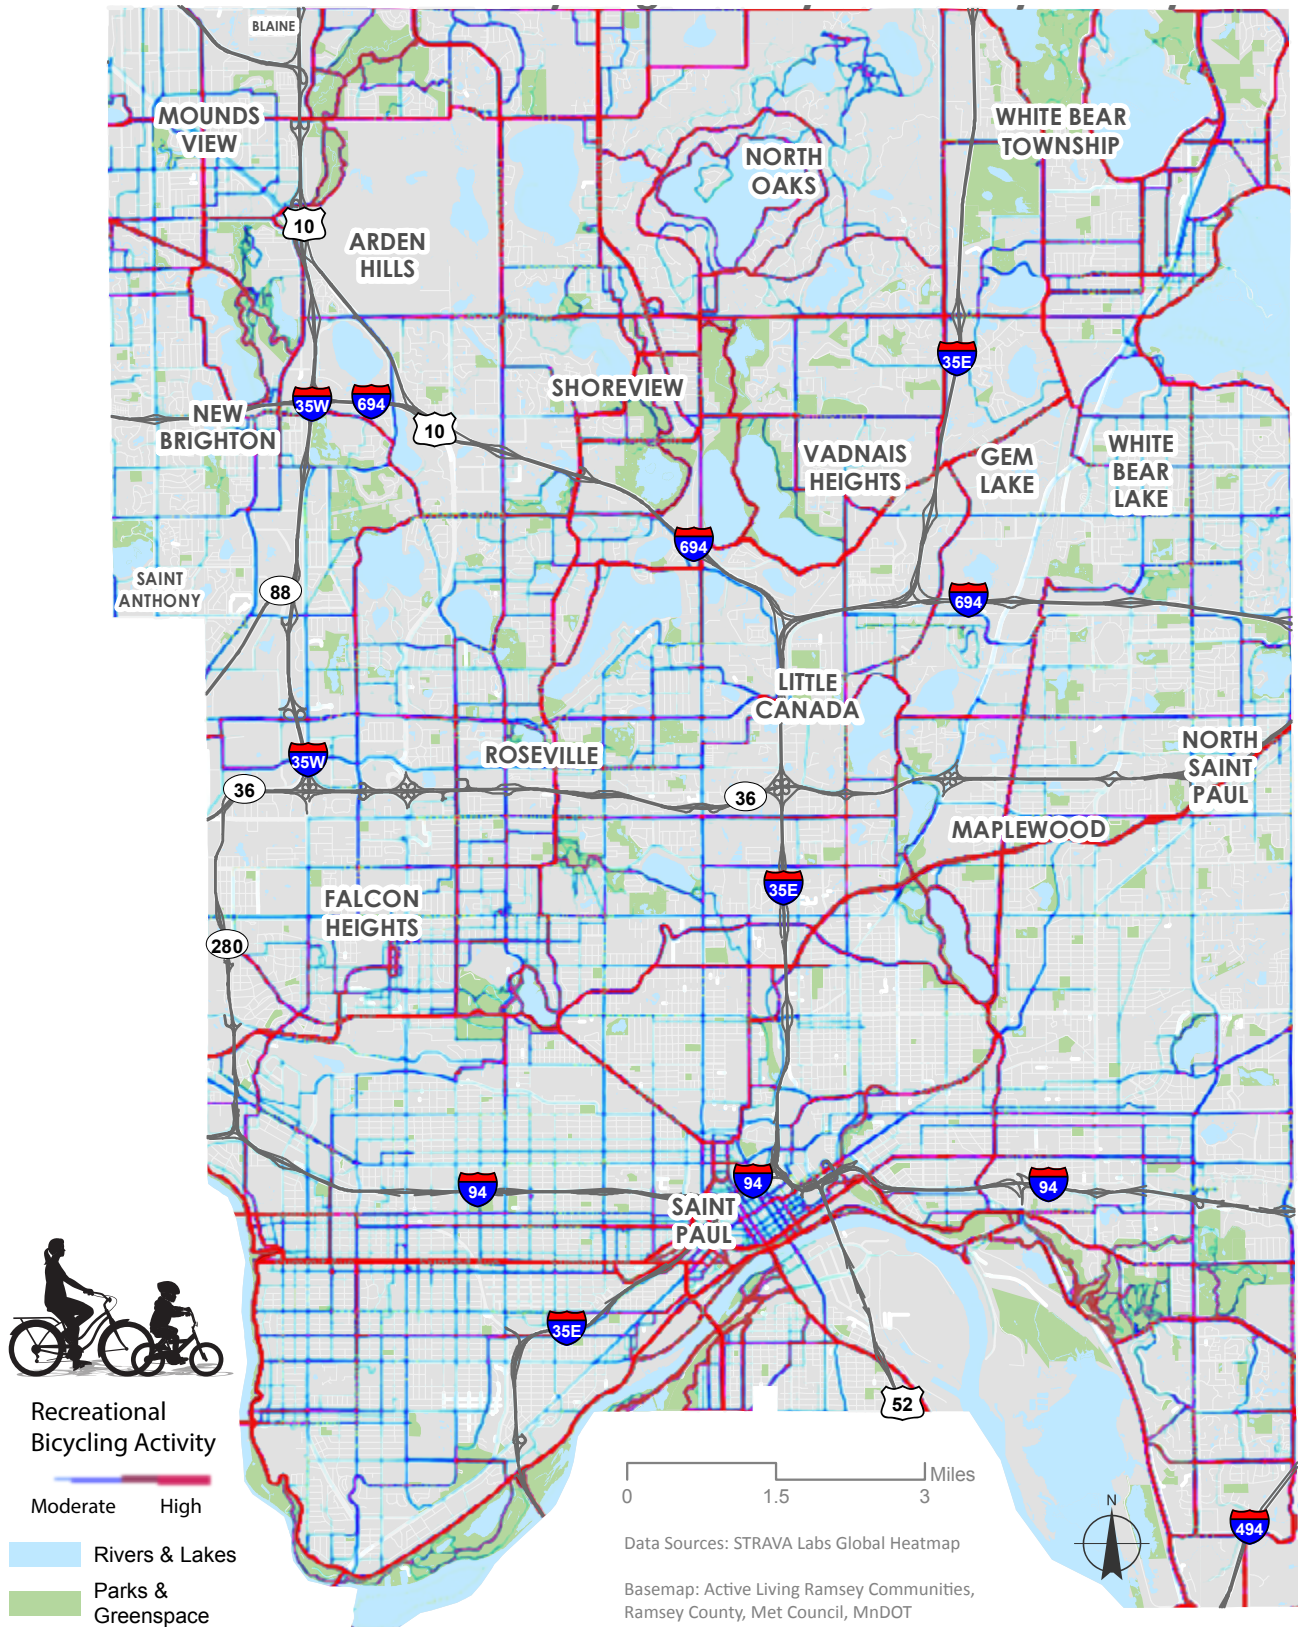 BLAINE
MOUNDS
VIEW
WHITE BEAR
TOWNSHIP
NORTH
OAKS
10
ARDEN
HILLS
35E
SHOREVIEW
35W
694
NEW
BRIGHTON
10
VADNAIS
HEIGHTS
GEM
LAKE
WHITE
BEAR
LAKE
694
SAINT
ANTHONY
88
694
LITTLE
CANADA
ROSEVILLE
35W
NORTH
SAINT
PAUL
36
36
MAPLEWOOD
35E
FALCON
HEIGHTS
280
94
94
94
SAINT
PAUL
35E
52
494
Recreational
Bicycling Activity
Moderate High
Rivers & Lakes
Parks &
Greenspace
Miles
0 1.5 3
N
Data Sources: STRAVA Labs Global Heatmap
Basemap: Active Living Ramsey Communities,
Ramsey County, Met Council, MnDOT